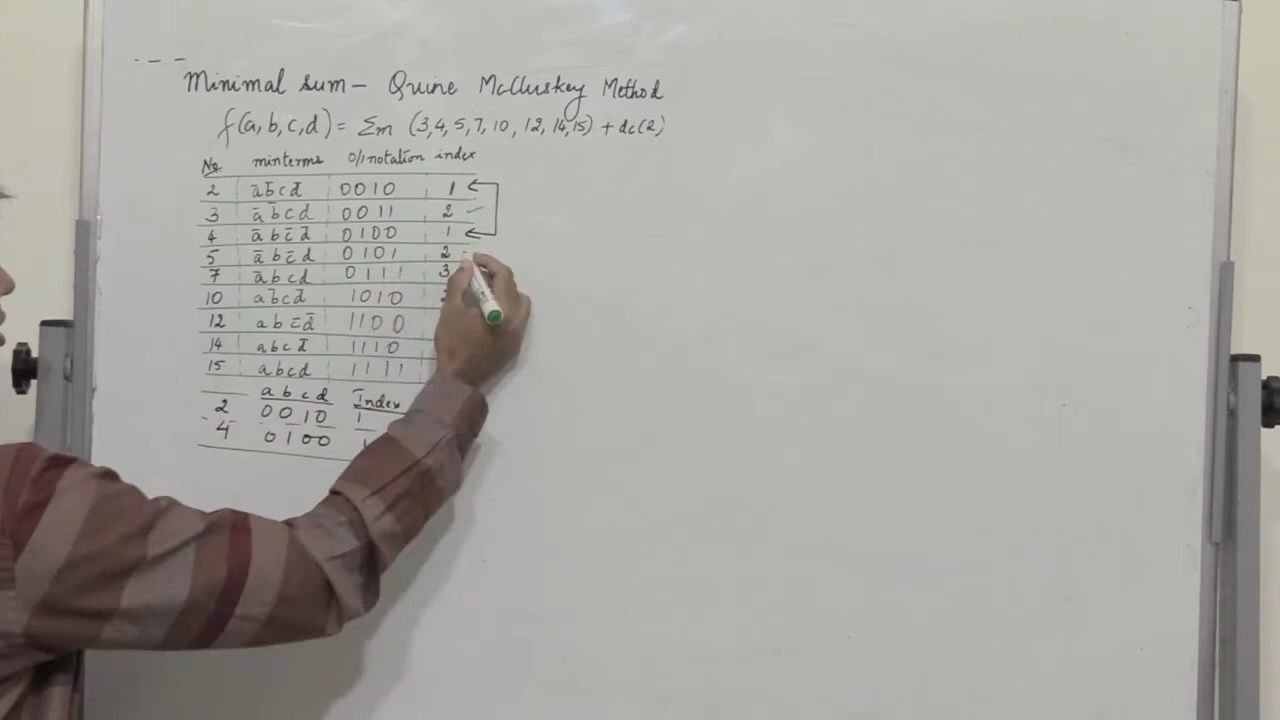 Minimal sum - Quine McCluskey Method
f(a,b,c,d) = Σm (3,4,5,7,10,12,14,15) + dc(2)
No. minterms 0/1 notation index
2 a̅b̅cd̅ 0010 1
3 a̅b̅cd 0011 2
4 a̅bc̅d̅ 0100 1
5 a̅bc̅d 0101 2
7 a̅bcd 0111 3
10 ab̅cd̅ 1010
12 abc̅d̅ 1100
14 abcd̅ 1110
15 abcd 1111
a b c d Index
2 0010 1
4 0100